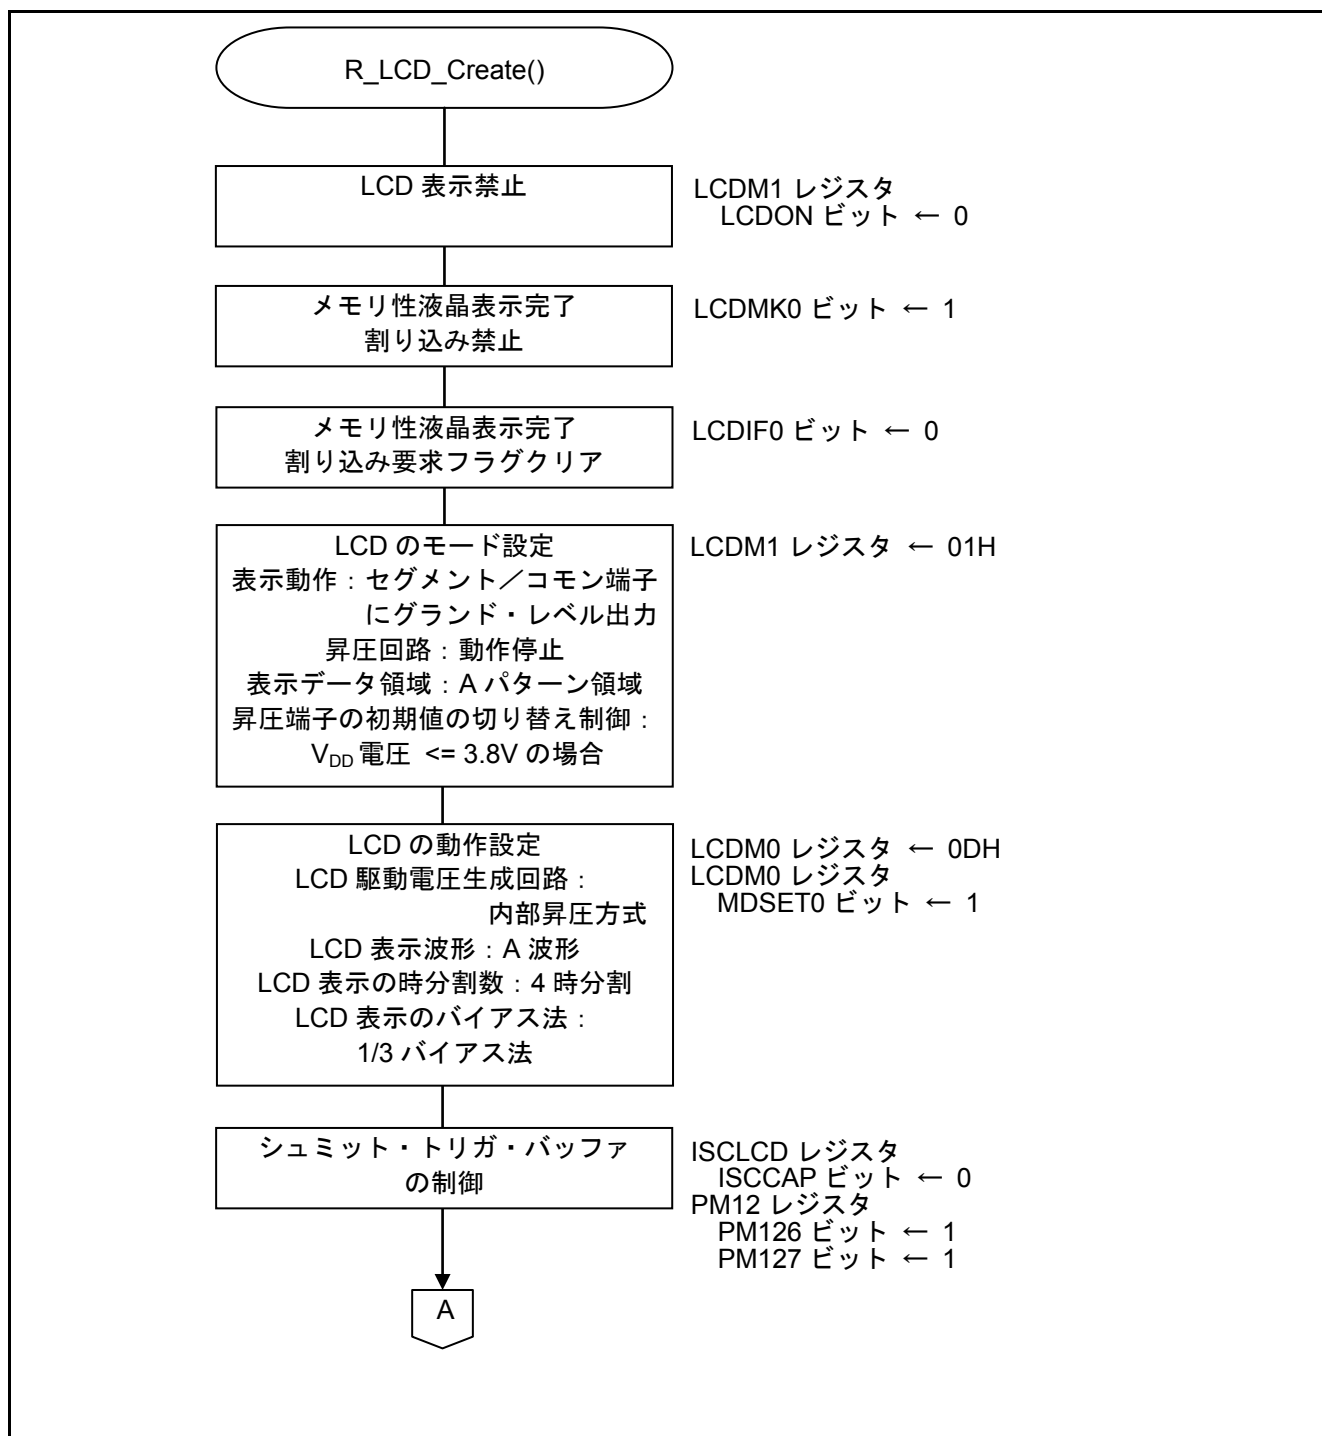 R_LCD_Create()
LCD 表示禁止
LCDM1 レジスタ
LCDON ビット ← 0
メモリ性液晶表示完了
割り込み禁止
LCDMK0 ビット ← 1
メモリ性液晶表示完了
割り込み要求フラグクリア
LCDIF0 ビット ← 0
LCD のモード設定
表示動作：セグメント／コモン端子
にグランド・レベル出力
昇圧回路：動作停止
表示データ領域：A パターン領域
昇圧端子の初期値の切り替え制御：
VDD 電圧 <= 3.8V の場合
LCDM1 レジスタ ← 01H
LCD の動作設定
LCD 駆動電圧生成回路：
内部昇圧方式
LCD 表示波形：A 波形
LCD 表示の時分割数：4 時分割
LCD 表示のバイアス法：
1/3 バイアス法
LCDM0 レジスタ ← 0DH
LCDM0 レジスタ
MDSET0 ビット ← 1
シュミット・トリガ・バッファ
の制御
ISCLCD レジスタ
ISCCAP ビット ← 0
PM12 レジスタ
PM126 ビット ← 1
PM127 ビット ← 1
A